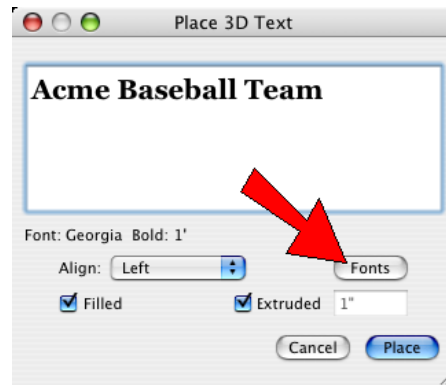 Place 3D Text
Acme Baseball Team
Font: Georgia Bold: 1'
Align: Left Fonts
Filled Extruded 1"
Cancel Place